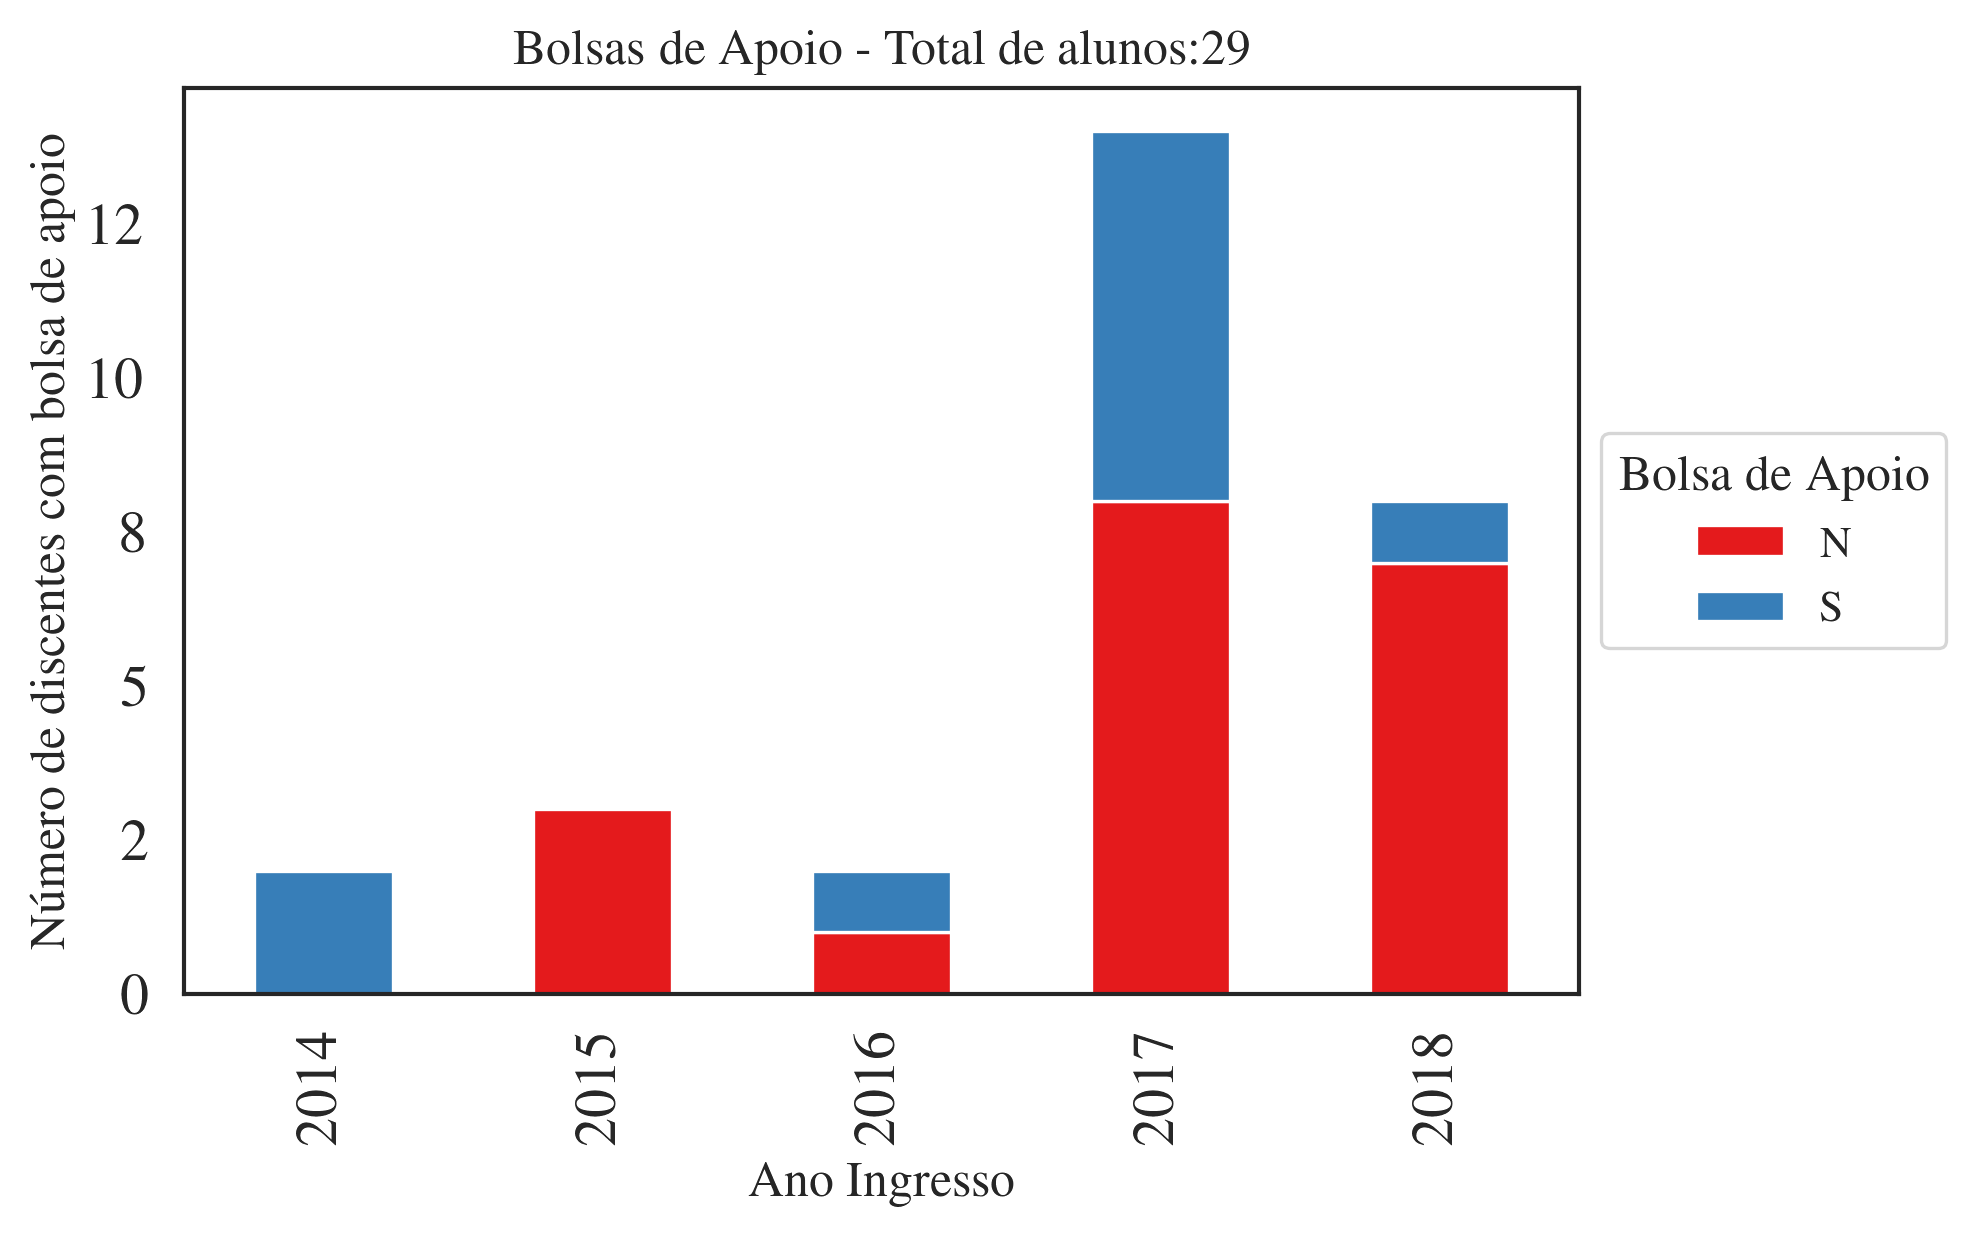 Bolsas de Apoio - Total de alunos:29
Número de discentes com bolsa de apoio
12
10
8
5
2
0
2014
2015
2016
2017
2018
Ano Ingresso
Bolsa de Apoio
N
S